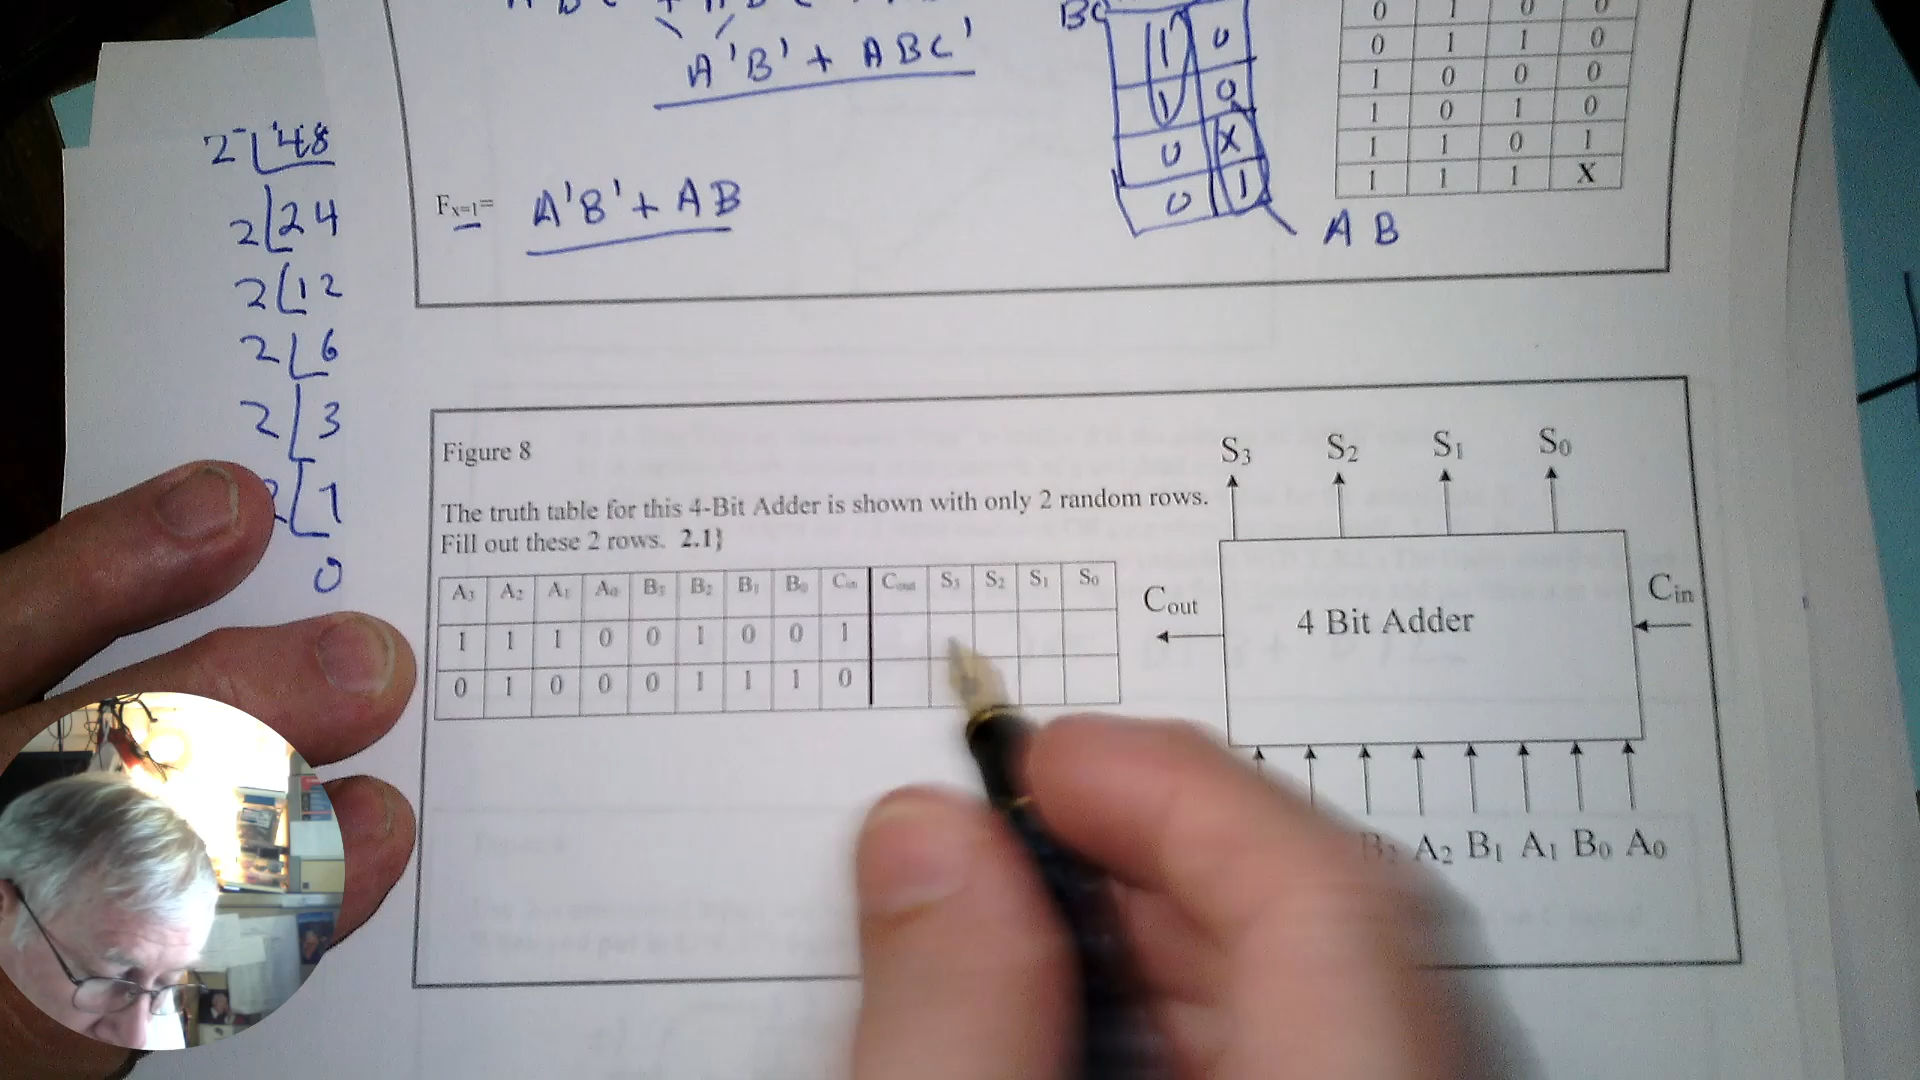 A'B' + ABC'
BC
1 0
1 0
0 X
0 1
0 1 1 0
1 0 0 0
1 0 1 0
1 1 0 1
1 1 1 X
2 48
2 24
2 12
2 6
2 3
2 1
0
Fx=1= A'B' + AB
A B
Figure 8
The truth table for this 4-Bit Adder is shown with only 2 random rows.
Fill out these 2 rows. 2.1}
A3 A2 A1 A0 B3 B2 B1 B0 Cin Cout S3 S2 S1 S0
1 1 1 0 0 1 0 0 1
0 1 0 0 0 1 1 1 0
S3 S2 S1 S0
Cout 4 Bit Adder Cin
B2 A2 B1 A1 B0 A0